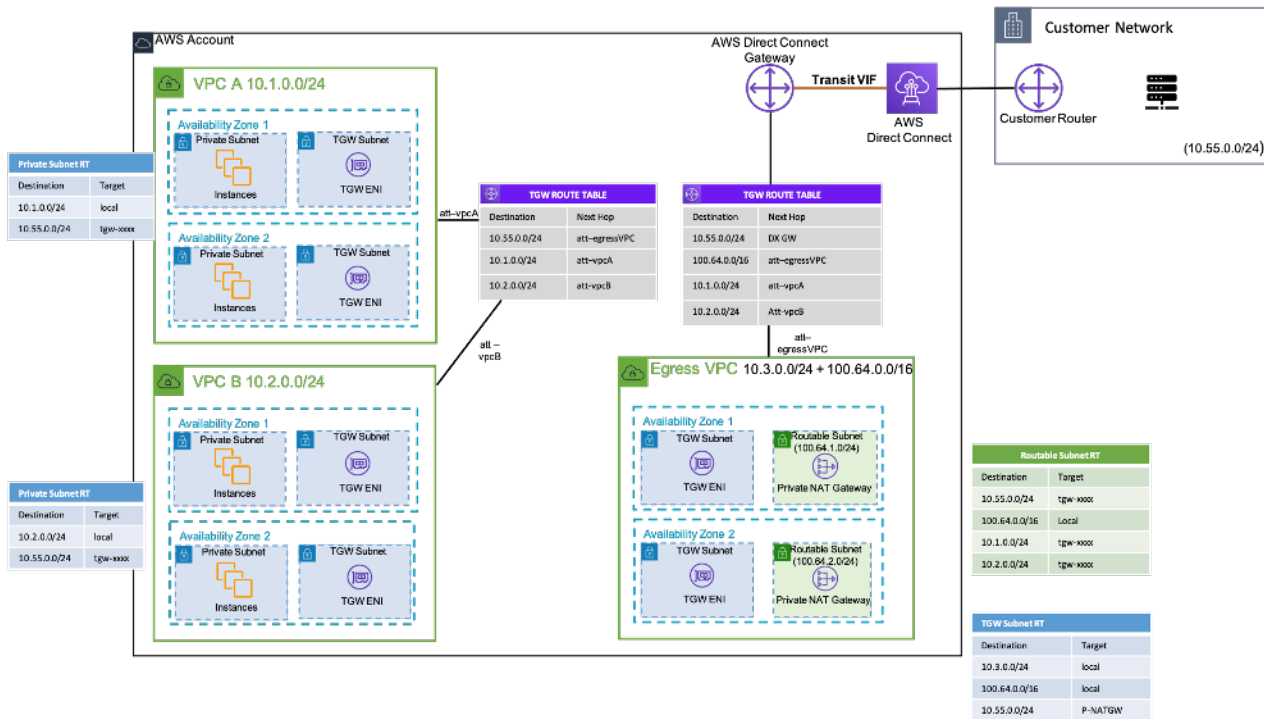 AWS Account
VPC A 10.1.0.0/24
Availability Zone 1
Private Subnet
Instances
TGW Subnet
TGW ENI
Availability Zone 2
Private Subnet
Instances
TGW Subnet
TGW ENI
Private Subnet RT
Destination Target
10.1.0.0/24 local
10.55.0.0/24 tgw-xxxx
att-vpcA
TGW ROUTE TABLE
Destination Next Hop
10.55.0.0/24 att-egressVPC
10.1.0.0/24 att-vpcA
10.2.0.0/24 att-vpcB
att –
vpcB
VPC B 10.2.0.0/24
Availability Zone 1
Private Subnet
Instances
TGW Subnet
TGW ENI
Availability Zone 2
Private Subnet
Instances
TGW Subnet
TGW ENI
Private Subnet RT
Destination Target
10.2.0.0/24 local
10.55.0.0/24 tgw-xxxx
AWS Direct Connect
Gateway
Transit VIF
AWS
Direct Connect
Customer Network
Customer Router
(10.55.0.0/24)
TGW ROUTE TABLE
Destination Next Hop
10.55.0.0/24 DX GW
100.64.0.0/16 att-egressVPC
10.1.0.0/24 att-vpcA
10.2.0.0/24 Att-vpcB
att–
egressVPC
Egress VPC 10.3.0.0/24 + 100.64.0.0/16
Availability Zone 1
TGW Subnet
TGW ENI
Routable Subnet
(100.64.1.0/24)
Private NAT Gateway
Availability Zone 2
TGW Subnet
TGW ENI
Routable Subnet
(100.64.2.0/24)
Private NAT Gateway
Routable Subnet RT
Destination Target
10.55.0.0/24 tgw-xxxx
100.64.0.0/16 Local
10.1.0.0/24 tgw-xxxx
10.2.0.0/24 tgw-xxxx
TGW Subnet RT
Destination Target
10.3.0.0/24 local
100.64.0.0/16 local
10.55.0.0/24 P-NATGW